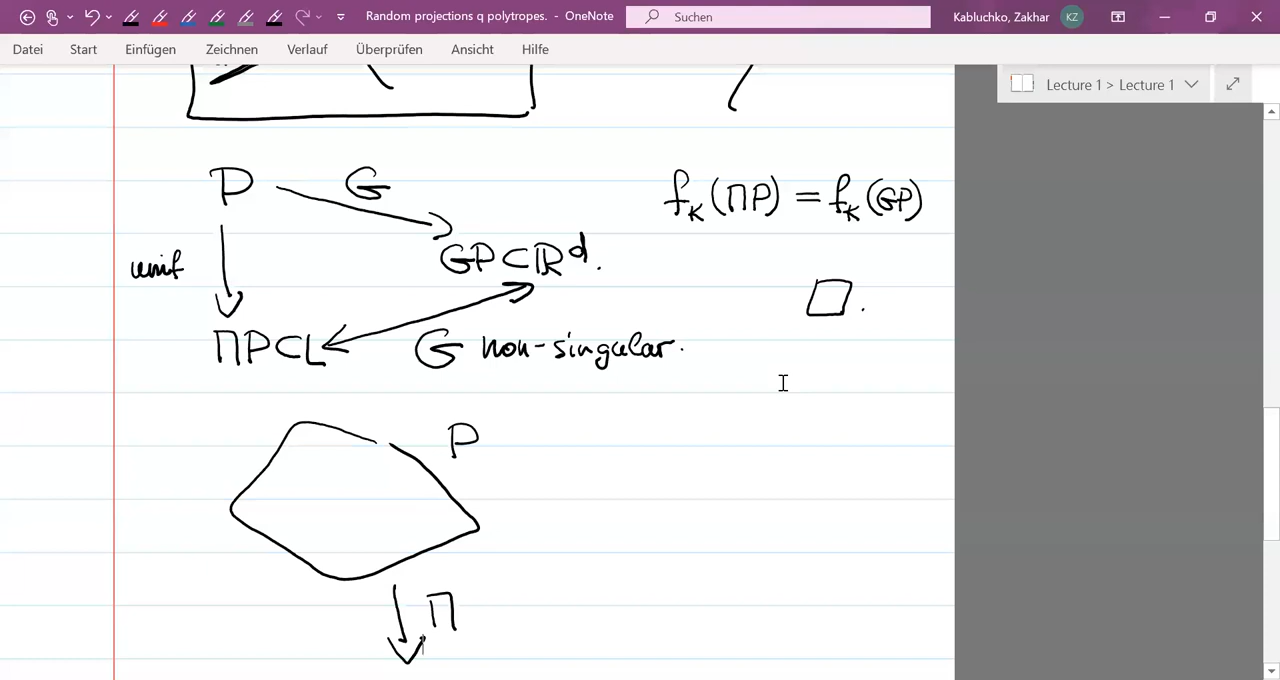 Random projections q polytopes. - OneNote
Suchen
Kabluchko, Zakhar
KZ
Datei Start Einfügen Zeichnen Verlauf Überprüfen Ansicht Hilfe
Lecture 1 > Lecture 1
P G
f_k(ΠP) = f_k(GP)
GP⊂ℝ^d.
unif
ΠP⊂L G non-singular.
P
Π